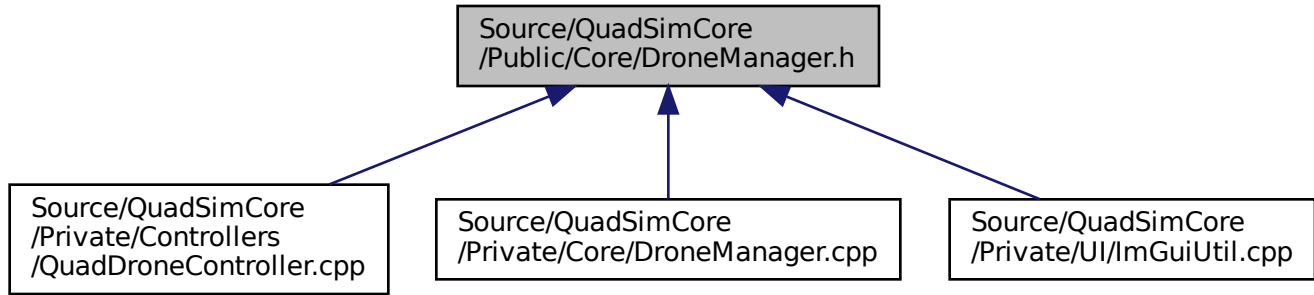 Source/QuadSimCore
/Public/Core/DroneManager.h
Source/QuadSimCore
/Private/Controllers
/QuadDroneController.cpp
Source/QuadSimCore
/Private/Core/DroneManager.cpp
Source/QuadSimCore
/Private/UI/ImGuiUtil.cpp